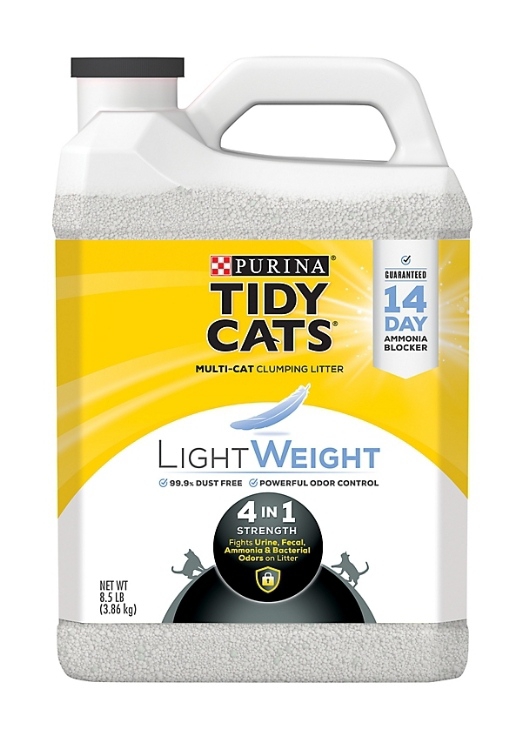 PURINA®
TIDY
CATS®
MULTI-CAT CLUMPING LITTER
GUARANTEED
14
DAY
AMMONIA
BLOCKER
LIGHTWEIGHT
99.9% DUST FREE POWERFUL ODOR CONTROL
4 IN 1
STRENGTH
Fights Urine, Fecal,
Ammonia & Bacterial
Odors on Litter
NET WT
8.5 LB
(3.86 kg)